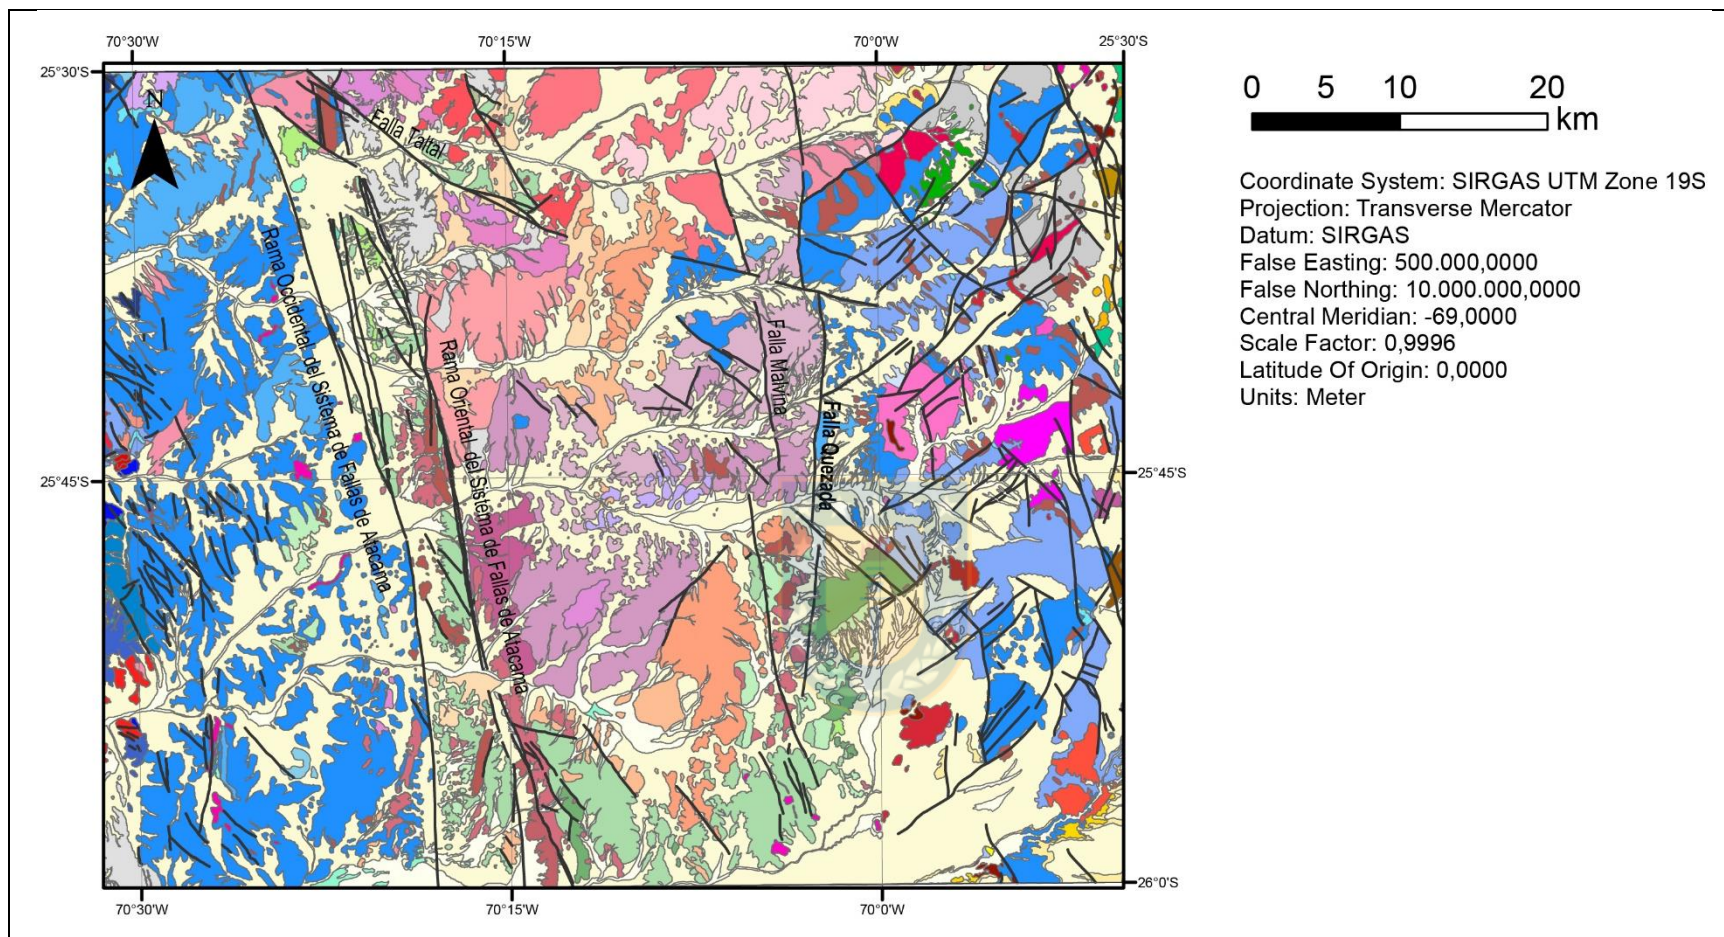 70°30'W 70°15'W 70°0'W 25°30'S
25°30'S
N
Falla Taltal
Rama Occidental del Sistema de Fallas de Atacama
Rama Oriental del Sistema de Fallas de Atacama
Falla Malvina
Falla Quezada
25°45'S 25°45'S
26°0'S
70°30'W 70°15'W 70°0'W
0 5 10 20
km
Coordinate System: SIRGAS UTM Zone 19S
Projection: Transverse Mercator
Datum: SIRGAS
False Easting: 500.000,0000
False Northing: 10.000.000,0000
Central Meridian: -69,0000
Scale Factor: 0,9996
Latitude Of Origin: 0,0000
Units: Meter